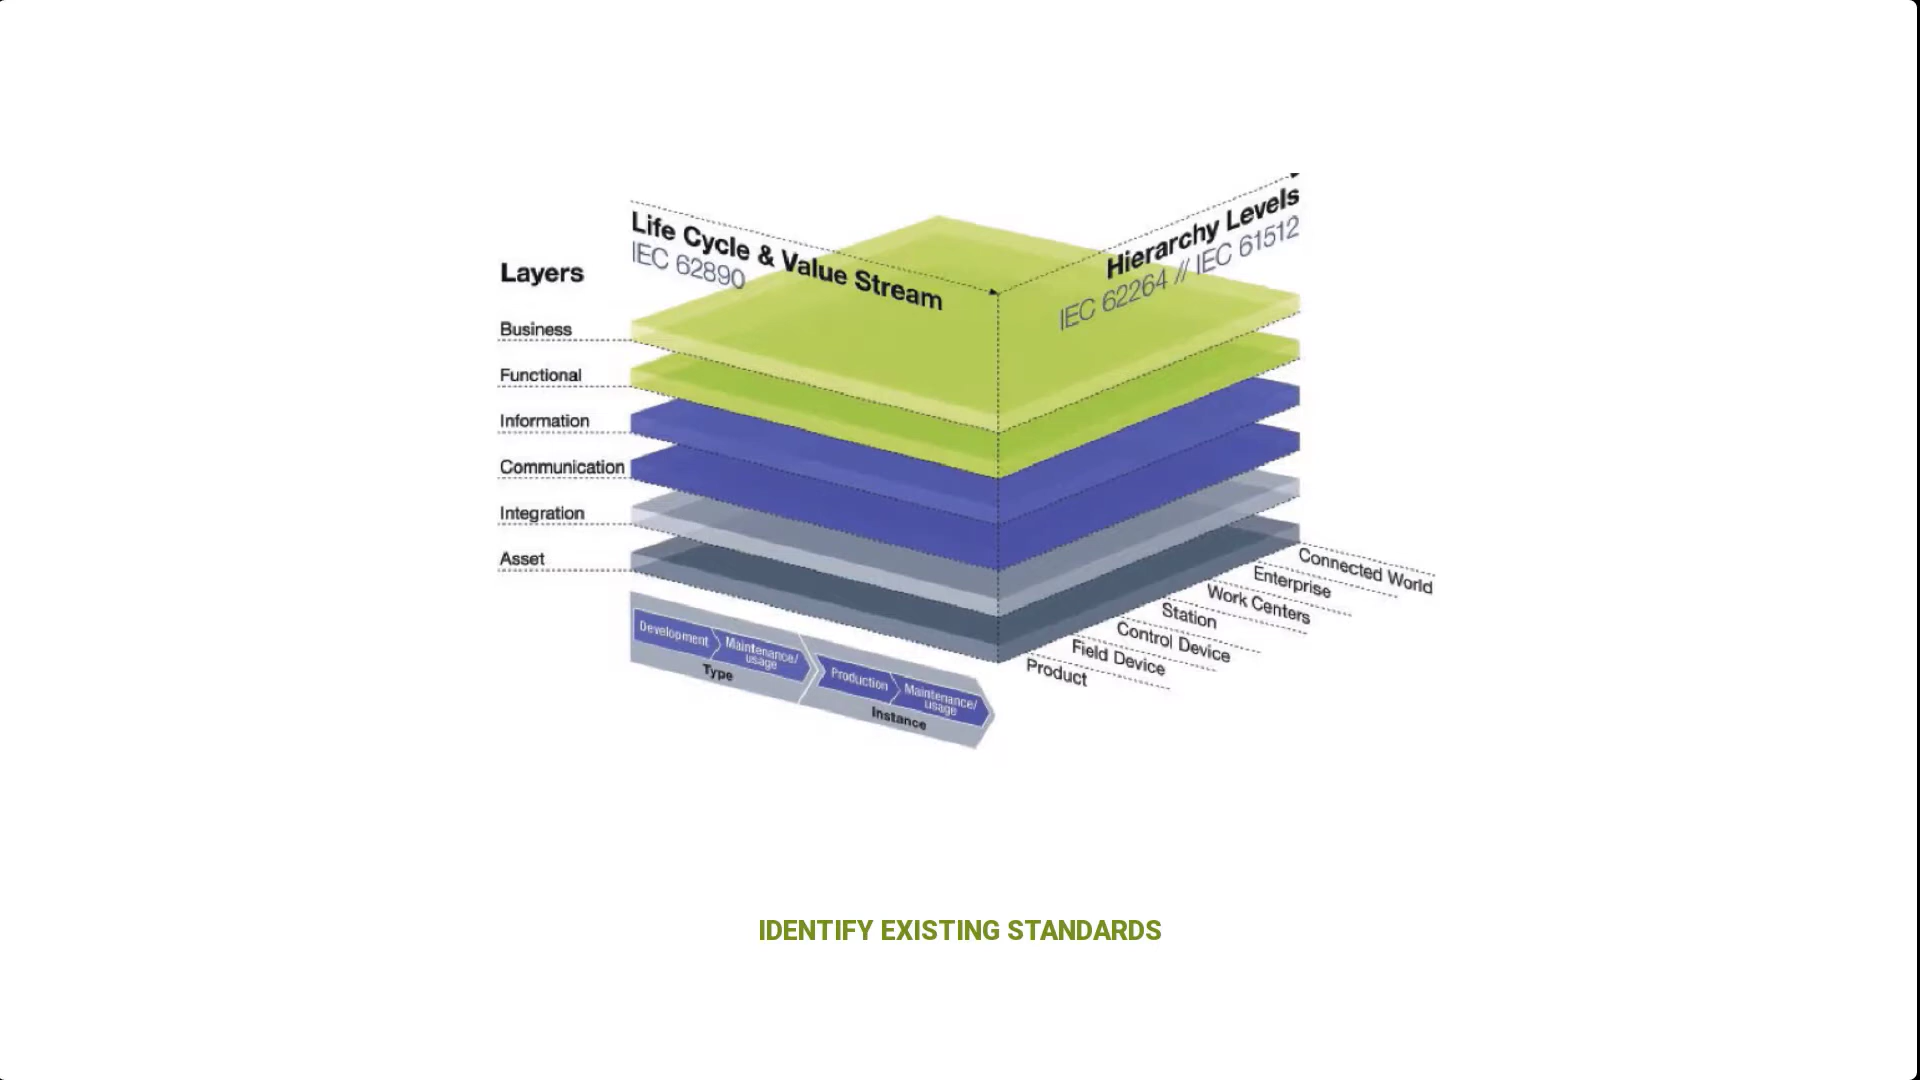 Life Cycle & Value Stream
IEC 62890
Hierarchy Levels
IEC 62264 // IEC 61512
Layers
Business
Functional
Information
Communication
Integration
Asset
Development
Maintenance/
usage
Type
Production
Maintenance/
usage
Instance
Connected World
Enterprise
Work Centers
Station
Control Device
Field Device
Product
IDENTIFY EXISTING STANDARDS